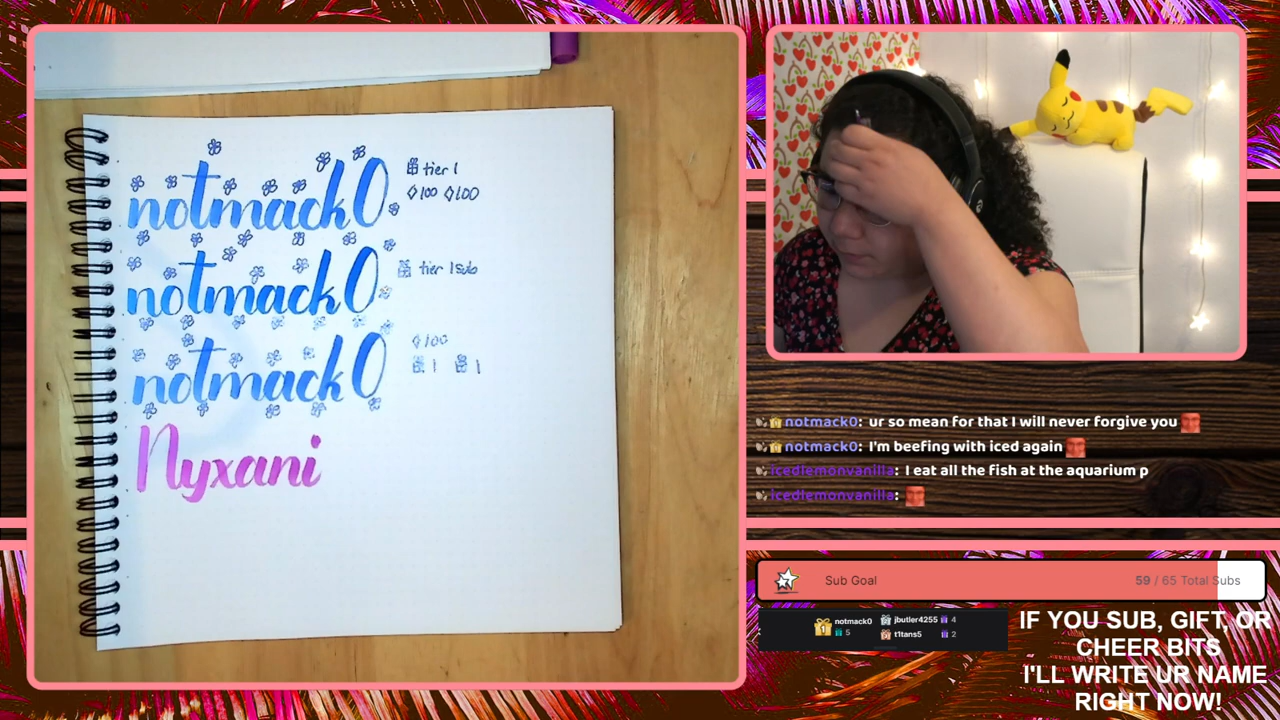 notmack0
tier 1
◊100 ◊100
notmack0
tier 1 sub
notmack0
◊100
1 1
Nyxani
notmack0: ur so mean for that I will never forgive you
notmack0: I'm beefing with iced again
icedlemonvanilla: I eat all the fish at the aquarium p
icedlemonvanilla:
Sub Goal 59 / 65 Total Subs
1 notmack0 5
jbutler4255 4
t1tans5 2
IF YOU SUB, GIFT, OR
CHEER BITS
I'LL WRITE UR NAME
RIGHT NOW!